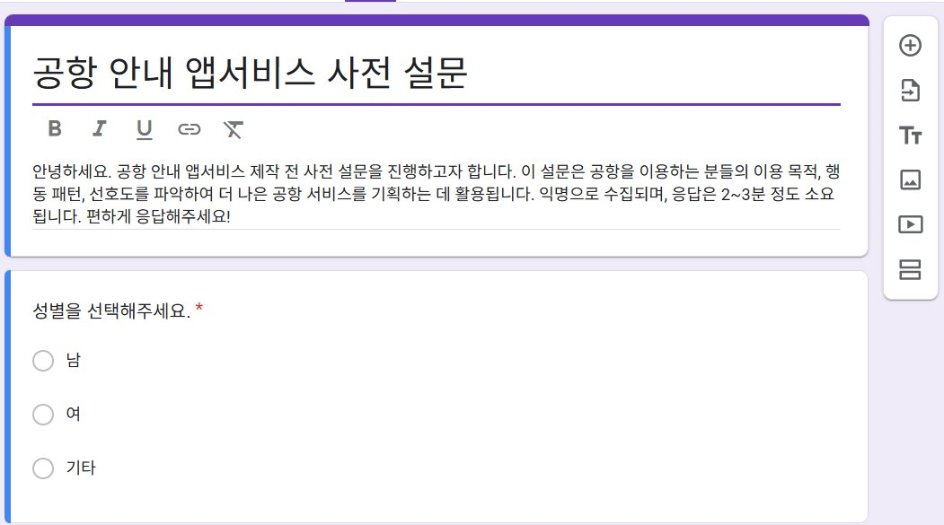 공항 안내 앱서비스 사전 설문
B I U
안녕하세요. 공항 안내 앱서비스 제작 전 사전 설문을 진행하고자 합니다. 이 설문은 공항을 이용하는 분들의 이용 목적, 행
동 패턴, 선호도를 파악하여 더 나은 공항 서비스를 기획하는 데 활용됩니다. 익명으로 수집되며, 응답은 2~3분 정도 소요
됩니다. 편하게 응답해주세요!
성별을 선택해주세요. *
남
여
기타
Tт